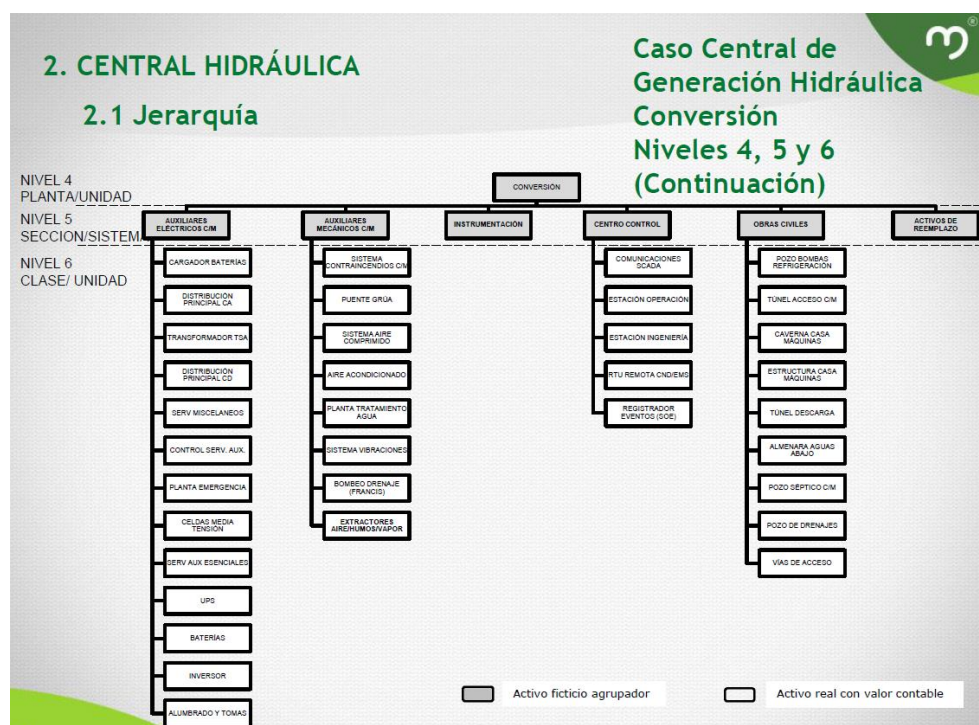 2. CENTRAL HIDRÁULICA
2.1 Jerarquía
Caso Central de
Generación Hidráulica
Conversión
Niveles 4, 5 y 6
(Continuación)
NIVEL 4
PLANTA/UNIDAD
CONVERSIÓN
NIVEL 5
SECCION/SISTEMA
AUXILIARES
ELÉCTRICOS C/M
AUXILIARES
MECÁNICOS C/M
INSTRUMENTACIÓN
CENTRO CONTROL
OBRAS CIVILES
ACTIVOS DE
REEMPLAZO
NIVEL 6
CLASE/ UNIDAD
CARGADOR BATERÍAS
DISTRIBUCIÓN
PRINCIPAL CA
TRANSFORMADOR TSA
DISTRIBUCIÓN
PRINCIPAL CD
SERV MISCELANEOS
CONTROL SERV. AUX.
PLANTA EMERGENCIA
CELDAS MEDIA
TENSIÓN
SERV AUX ESENCIALES
UPS
BATERÍAS
INVERSOR
ALUMBRADO Y TOMAS
SISTEMA
CONTRAINCENDIOS C/M
PUENTE GRÚA
SISTEMA AIRE
COMPRIMIDO
AIRE ACONDICIONADO
PLANTA TRATAMIENTO
AGUA
SISTEMA VIBRACIONES
BOMBEO DRENAJE
(FRANCIS)
EXTRACTORES
AIRE/HUMOS/VAPOR
COMUNICACIONES
SCADA
ESTACIÓN OPERACIÓN
ESTACIÓN INGENIERÍA
RTU REMOTA CND/EMS
REGISTRADOR
EVENTOS (SOE)
POZO BOMBAS
REFRIGERACIÓN
TÚNEL ACCESO C/M
CAVERNA CASA
MÁQUINAS
ESTRUCTURA CASA
MÁQUINAS
TÚNEL DESCARGA
ALMENARA AGUAS
ABAJO
POZO SÉPTICO C/M
POZO DE DRENAJES
VÍAS DE ACCESO
Activo ficticio agrupador
Activo real con valor contable